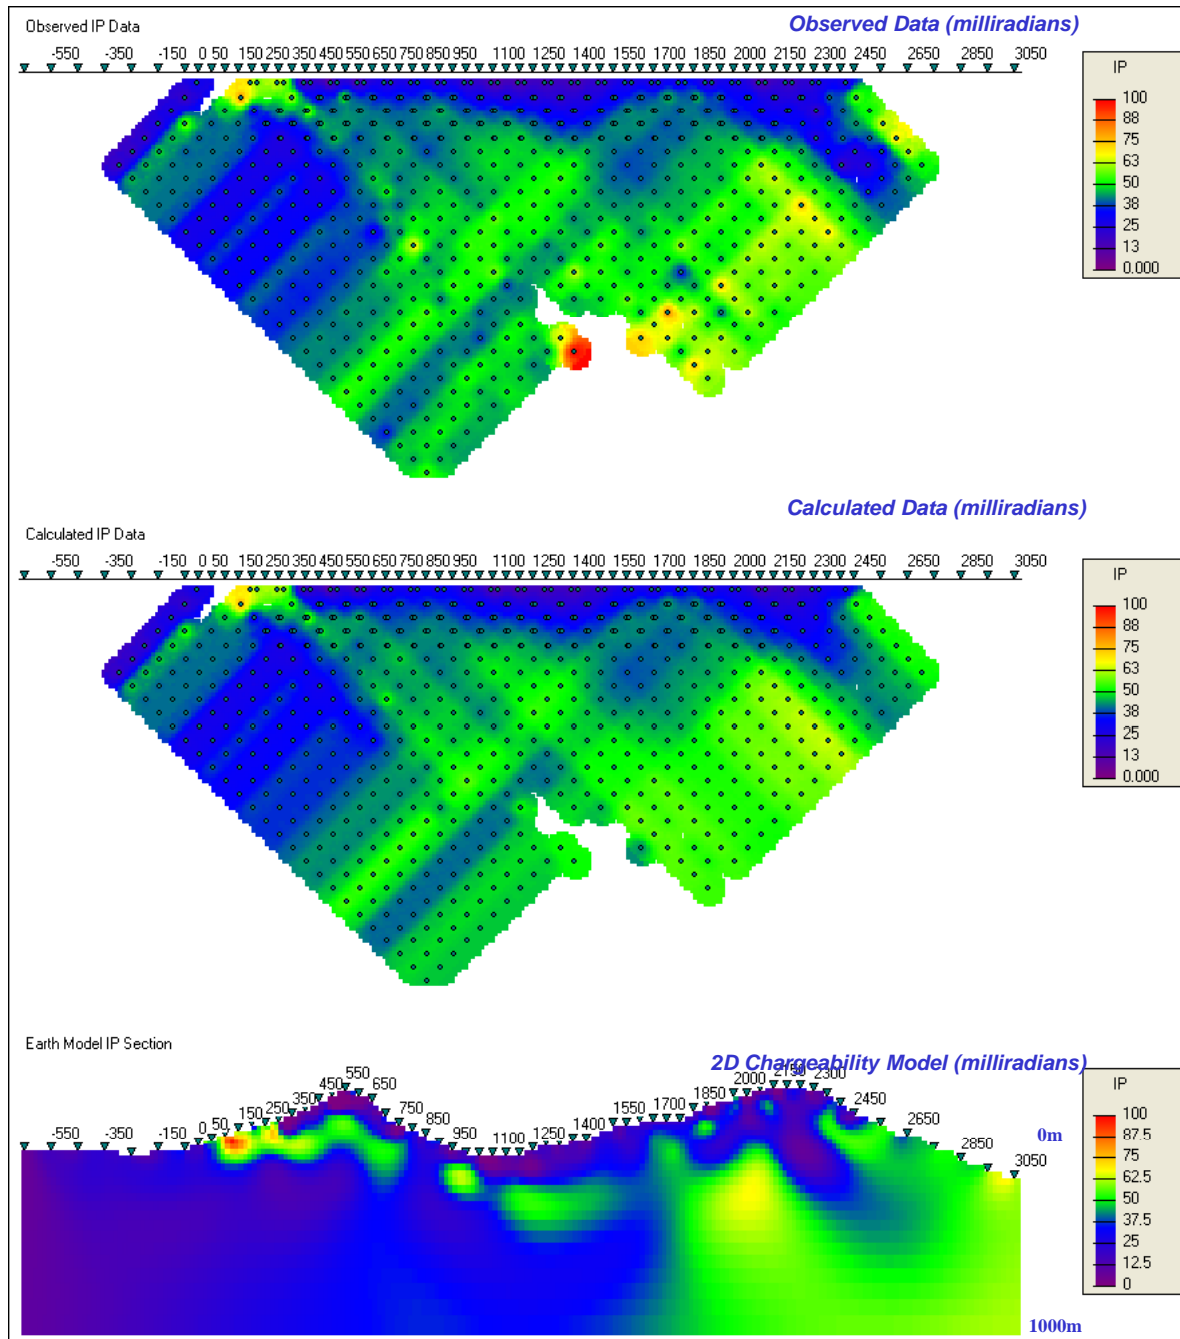 Observed IP Data
Observed Data (milliradians)
-550 -350 -150 0 50 150 250 350 450 550 650 750 850 950 1100 1250 1400 1550 1700 1850 2000 2150 2300 2450 2650 2850 3050
IP
100
88
75
63
50
38
25
13
0.000
Calculated Data (milliradians)
Calculated IP Data
-550 -350 -150 0 50 150 250 350 450 550 650 750 850 950 1100 1250 1400 1550 1700 1850 2000 2150 2300 2450 2650 2850 3050
IP
100
88
75
63
50
38
25
13
0.000
Earth Model IP Section
2D Chargeability Model (milliradians)
-550 -350 -150 0 50 150 250 350 450 550 650 750 850 950 1100 1250 1400 1550 1700 1850 2000 2150 2300 2450 2650 2850 3050
IP
100
87.5
75
62.5
50
37.5
25
12.5
0
0m
1000m